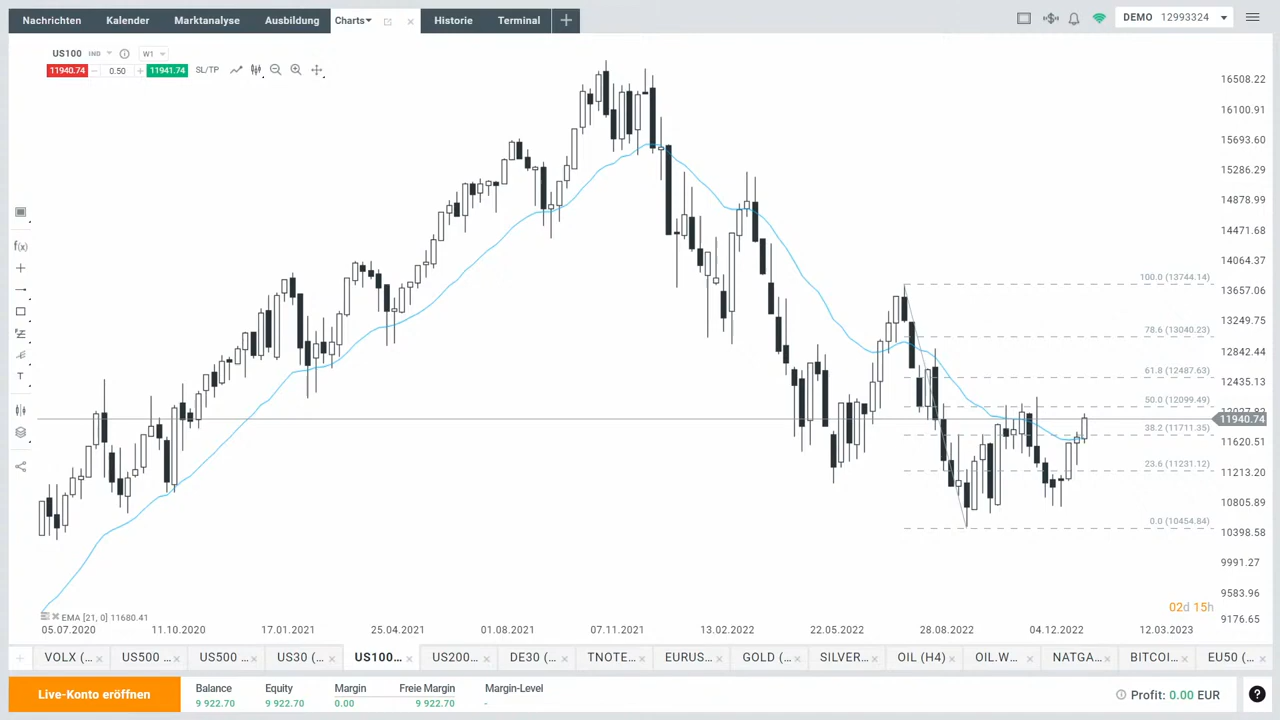 Nachrichten Kalender Marktanalyse Ausbildung Charts Historie Terminal DEMO 12993324
US100 IND W1
11940.74 0.50 11941.74 SL/TP
16508.22
16100.91
15693.60
15286.29
14878.99
14471.68
14064.37
100.0 (13744.14)
13657.06
13249.75
78.6 (13040.23)
12842.44
61.8 (12487.63)
12435.13
50.0 (12099.49)
11940.74
38.2 (11711.35)
11620.51
23.6 (11231.12)
11213.20
10805.89
0.0 (10454.84)
10398.58
f(x)
T
9991.27
9583.96
02d 15h
EMA [21, 0] 11680.41
9176.65
05.07.2020 11.10.2020 17.01.2021 25.04.2021 01.08.2021 07.11.2021 13.02.2022 22.05.2022 28.08.2022 04.12.2022 12.03.2023
VOLX (... US500 ... US500 ... US30 (... US100... US200... DE30 (... TNOTE... EURUS... GOLD (... SILVER... OIL (H4) OIL.W... NATGA... BITCOI... EU50 (...
Live-Konto eröffnen Balance Equity Margin Freie Margin Margin-Level Profit: 0.00 EUR ?
9 922.70 9 922.70 0.00 9 922.70 -